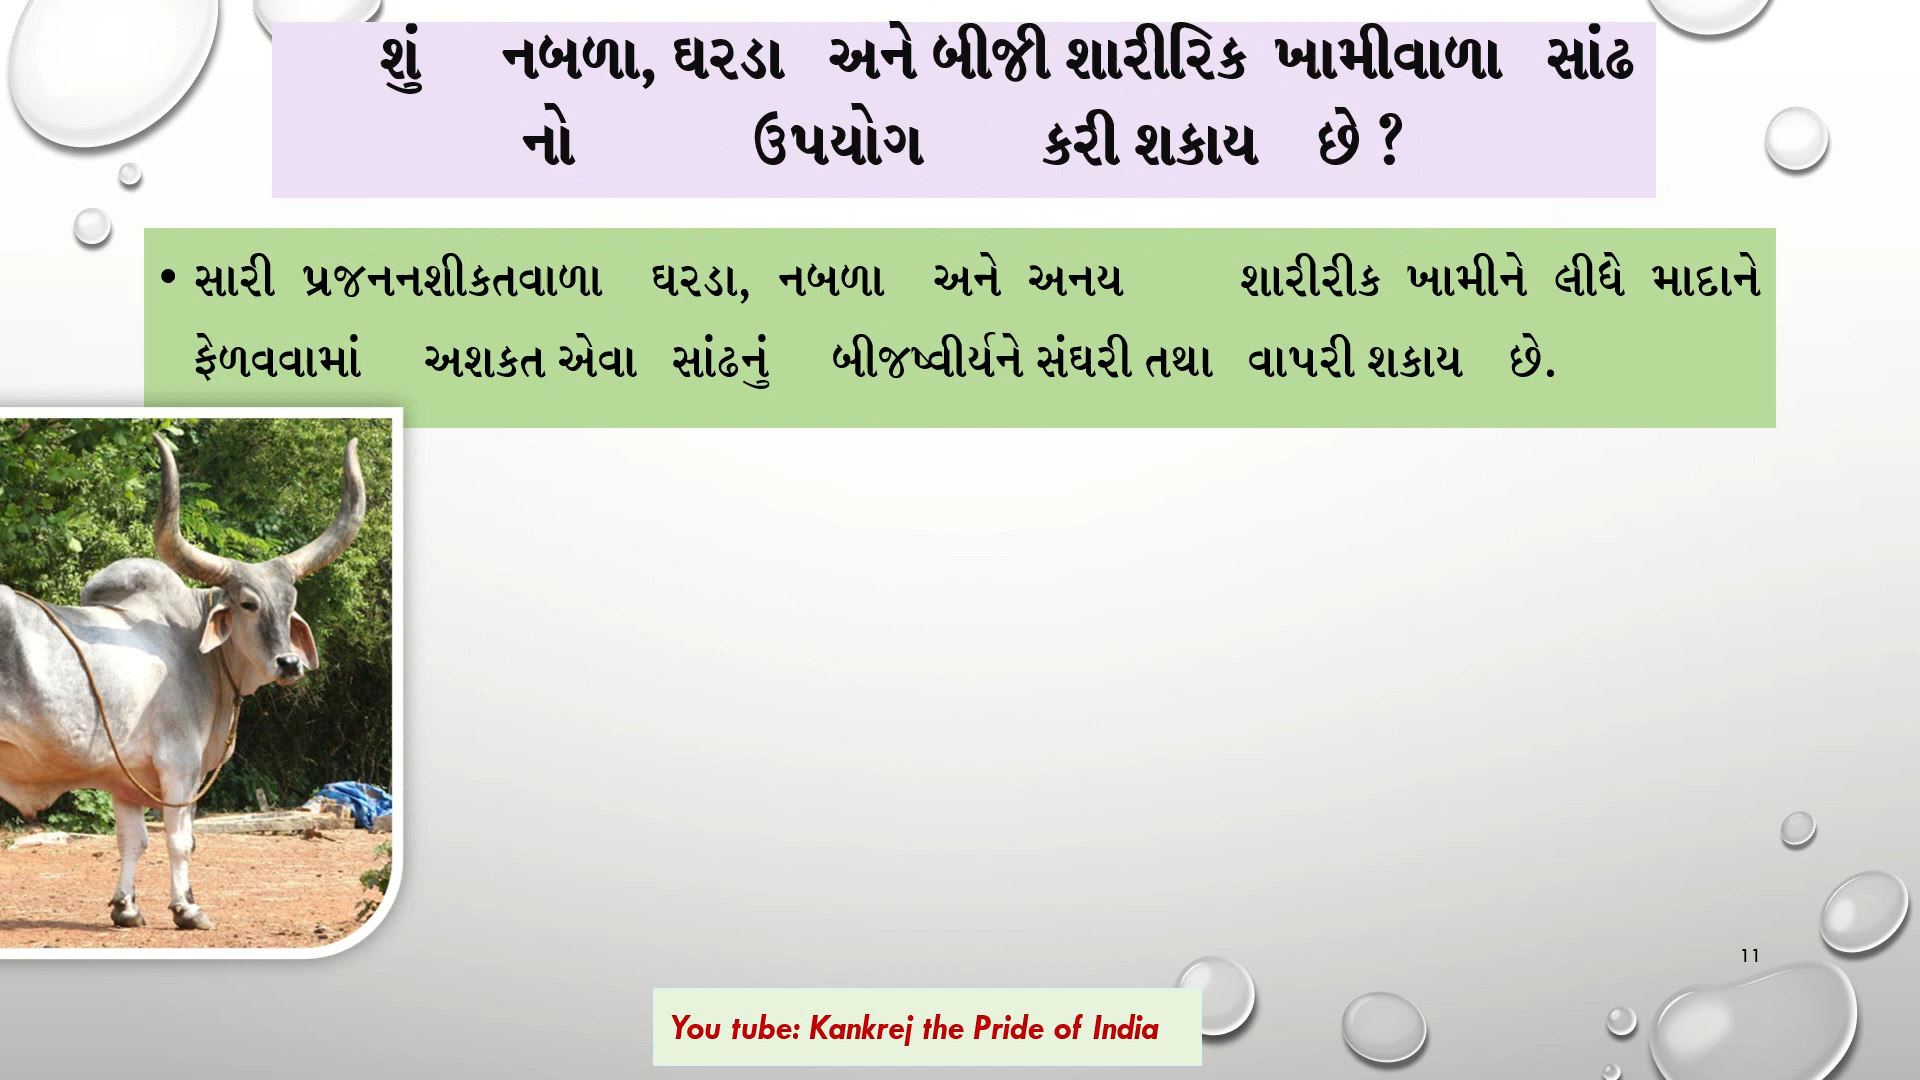 શું નબળા, ઘરડા અને બીજી શારીરિક ખામીવાળા સાંઢ
નો ઉપયોગ કરી શકાય છે ?
• સારી પ્રજનનશીકતવાળા ઘરડા, નબળા અને અનય શારીરીક ખામીને લીધે માદાને
ફેળવવામાં અશકત એવા સાંઢનું બીજષ્વીર્યને સંઘરી તથા વાપરી શકાય છે.
11
You tube: Kankrej the Pride of India